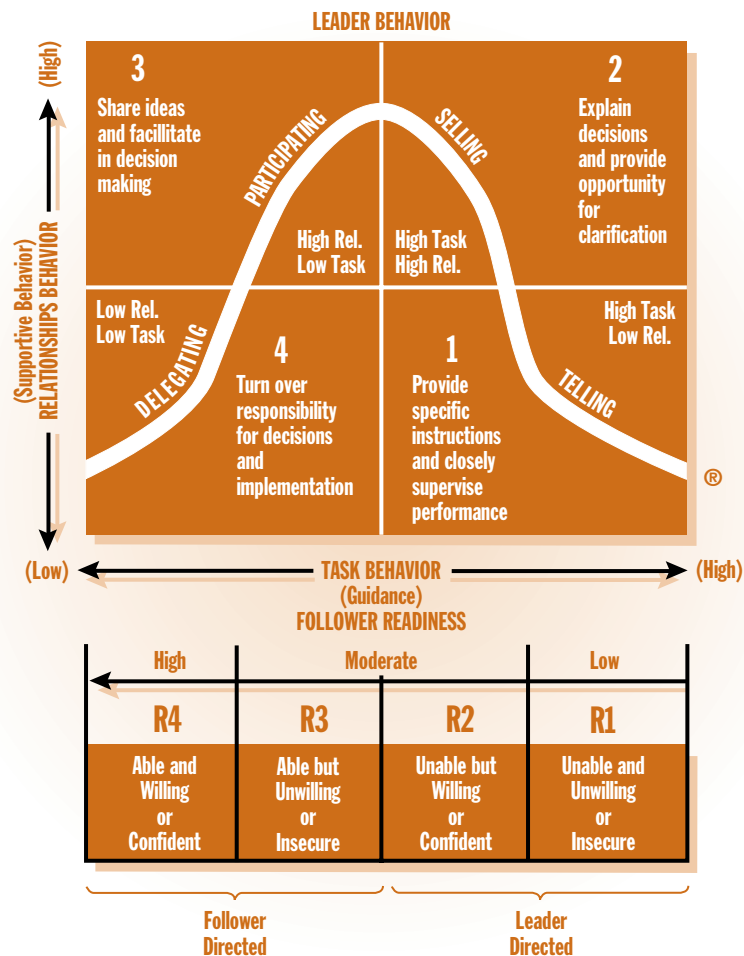 LEADER BEHAVIOR
(High)
3
Share ideas
and facillitate
in decision
making
PARTICIPATING
High Rel.
Low Task
SELLING
2
Explain
decisions
and provide
opportunity
for
clarification
High Task
High Rel.
(Supportive Behavior)
RELATIONSHIPS BEHAVIOR
Low Rel.
Low Task
DELEGATING
4
Turn over
responsibility
for decisions
and
implementation
1
Provide
specific
instructions
and closely
supervise
performance
TELLING
High Task
Low Rel.
®
(Low)
TASK BEHAVIOR
(High)
(Guidance)
FOLLOWER READINESS
High
Moderate
Low
R4
R3
R2
R1
Able and
Willing
or
Confident
Able but
Unwilling
or
Insecure
Unable but
Willing
or
Confident
Unable and
Unwilling
or
Insecure
Follower
Directed
Leader
Directed